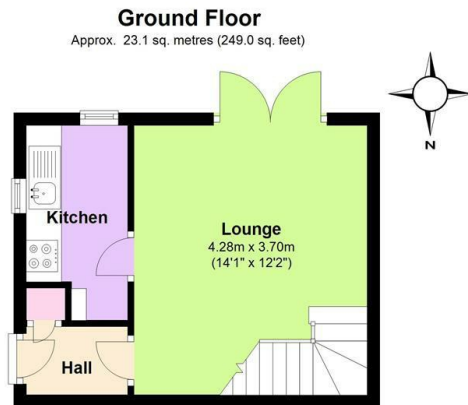 Ground Floor
Approx. 23.1 sq. metres (249.0 sq. feet)
N
Kitchen
Lounge
4.28m x 3.70m
(14'1" x 12'2")
Hall